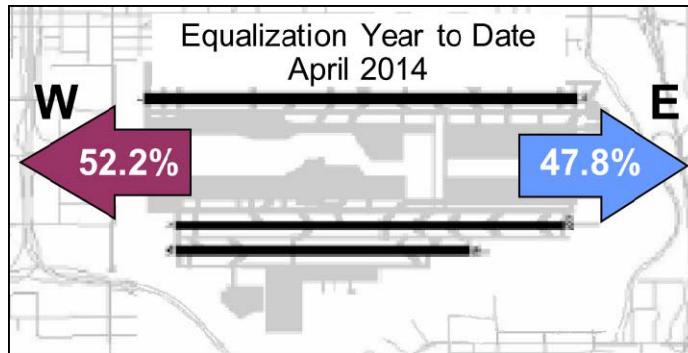 Equalization Year to Date
April 2014
W
E
52.2%
47.8%